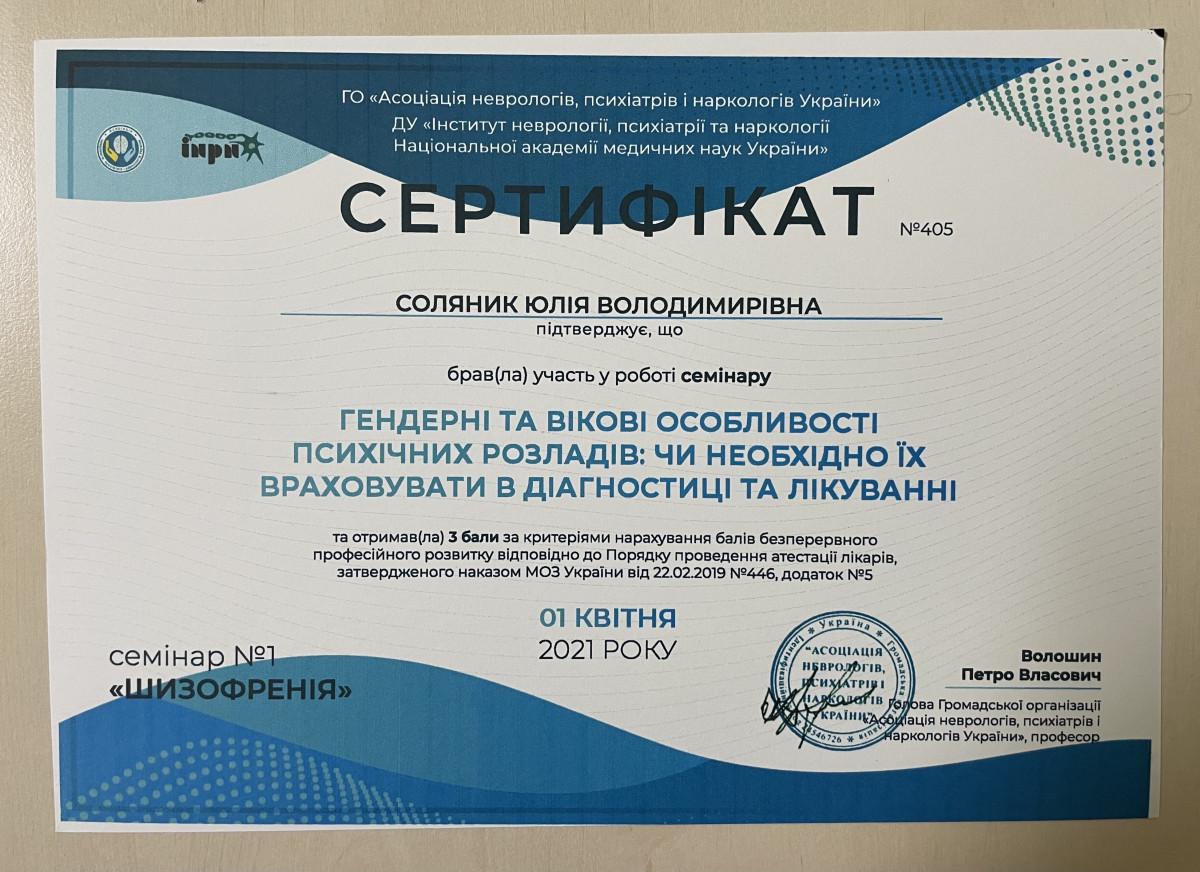 ГО «Асоціація неврологів, психіатрів і наркологів України»
ДУ «Інститут неврології, психіатрії та наркології
Національної академії медичних наук України»
інпн
СЕРТИФІКАТ
№405
СОЛЯНИК ЮЛІЯ ВОЛОДИМИРІВНА
підтверджує, що
брав(ла) участь у роботі семінару
ГЕНДЕРНІ ТА ВІКОВІ ОСОБЛИВОСТІ
ПСИХІЧНИХ РОЗЛАДІВ: ЧИ НЕОБХІДНО ЇХ
ВРАХОВУВАТИ В ДІАГНОСТИЦІ ТА ЛІКУВАННІ
та отримав(ла) 3 бали за критеріями нарахування балів безперервного
професійного розвитку відповідно до Порядку проведення атестації лікарів,
затвердженого наказом МОЗ України від 22.02.2019 №446, додаток №5
01 КВІТНЯ
2021 РОКУ
семінар №1
«ШИЗОФРЕНІЯ»
Україна
Громадська
"АСОЦІАЦІЯ
НЕВРОЛОГІВ,
ПСИХІАТРІВ І
НАРКОЛОГІВ
УКРАЇНИ"
Волошин
Петро Власович
Голова Громадської організації
«Асоціація неврологів, психіатрів і
наркологів України», професор